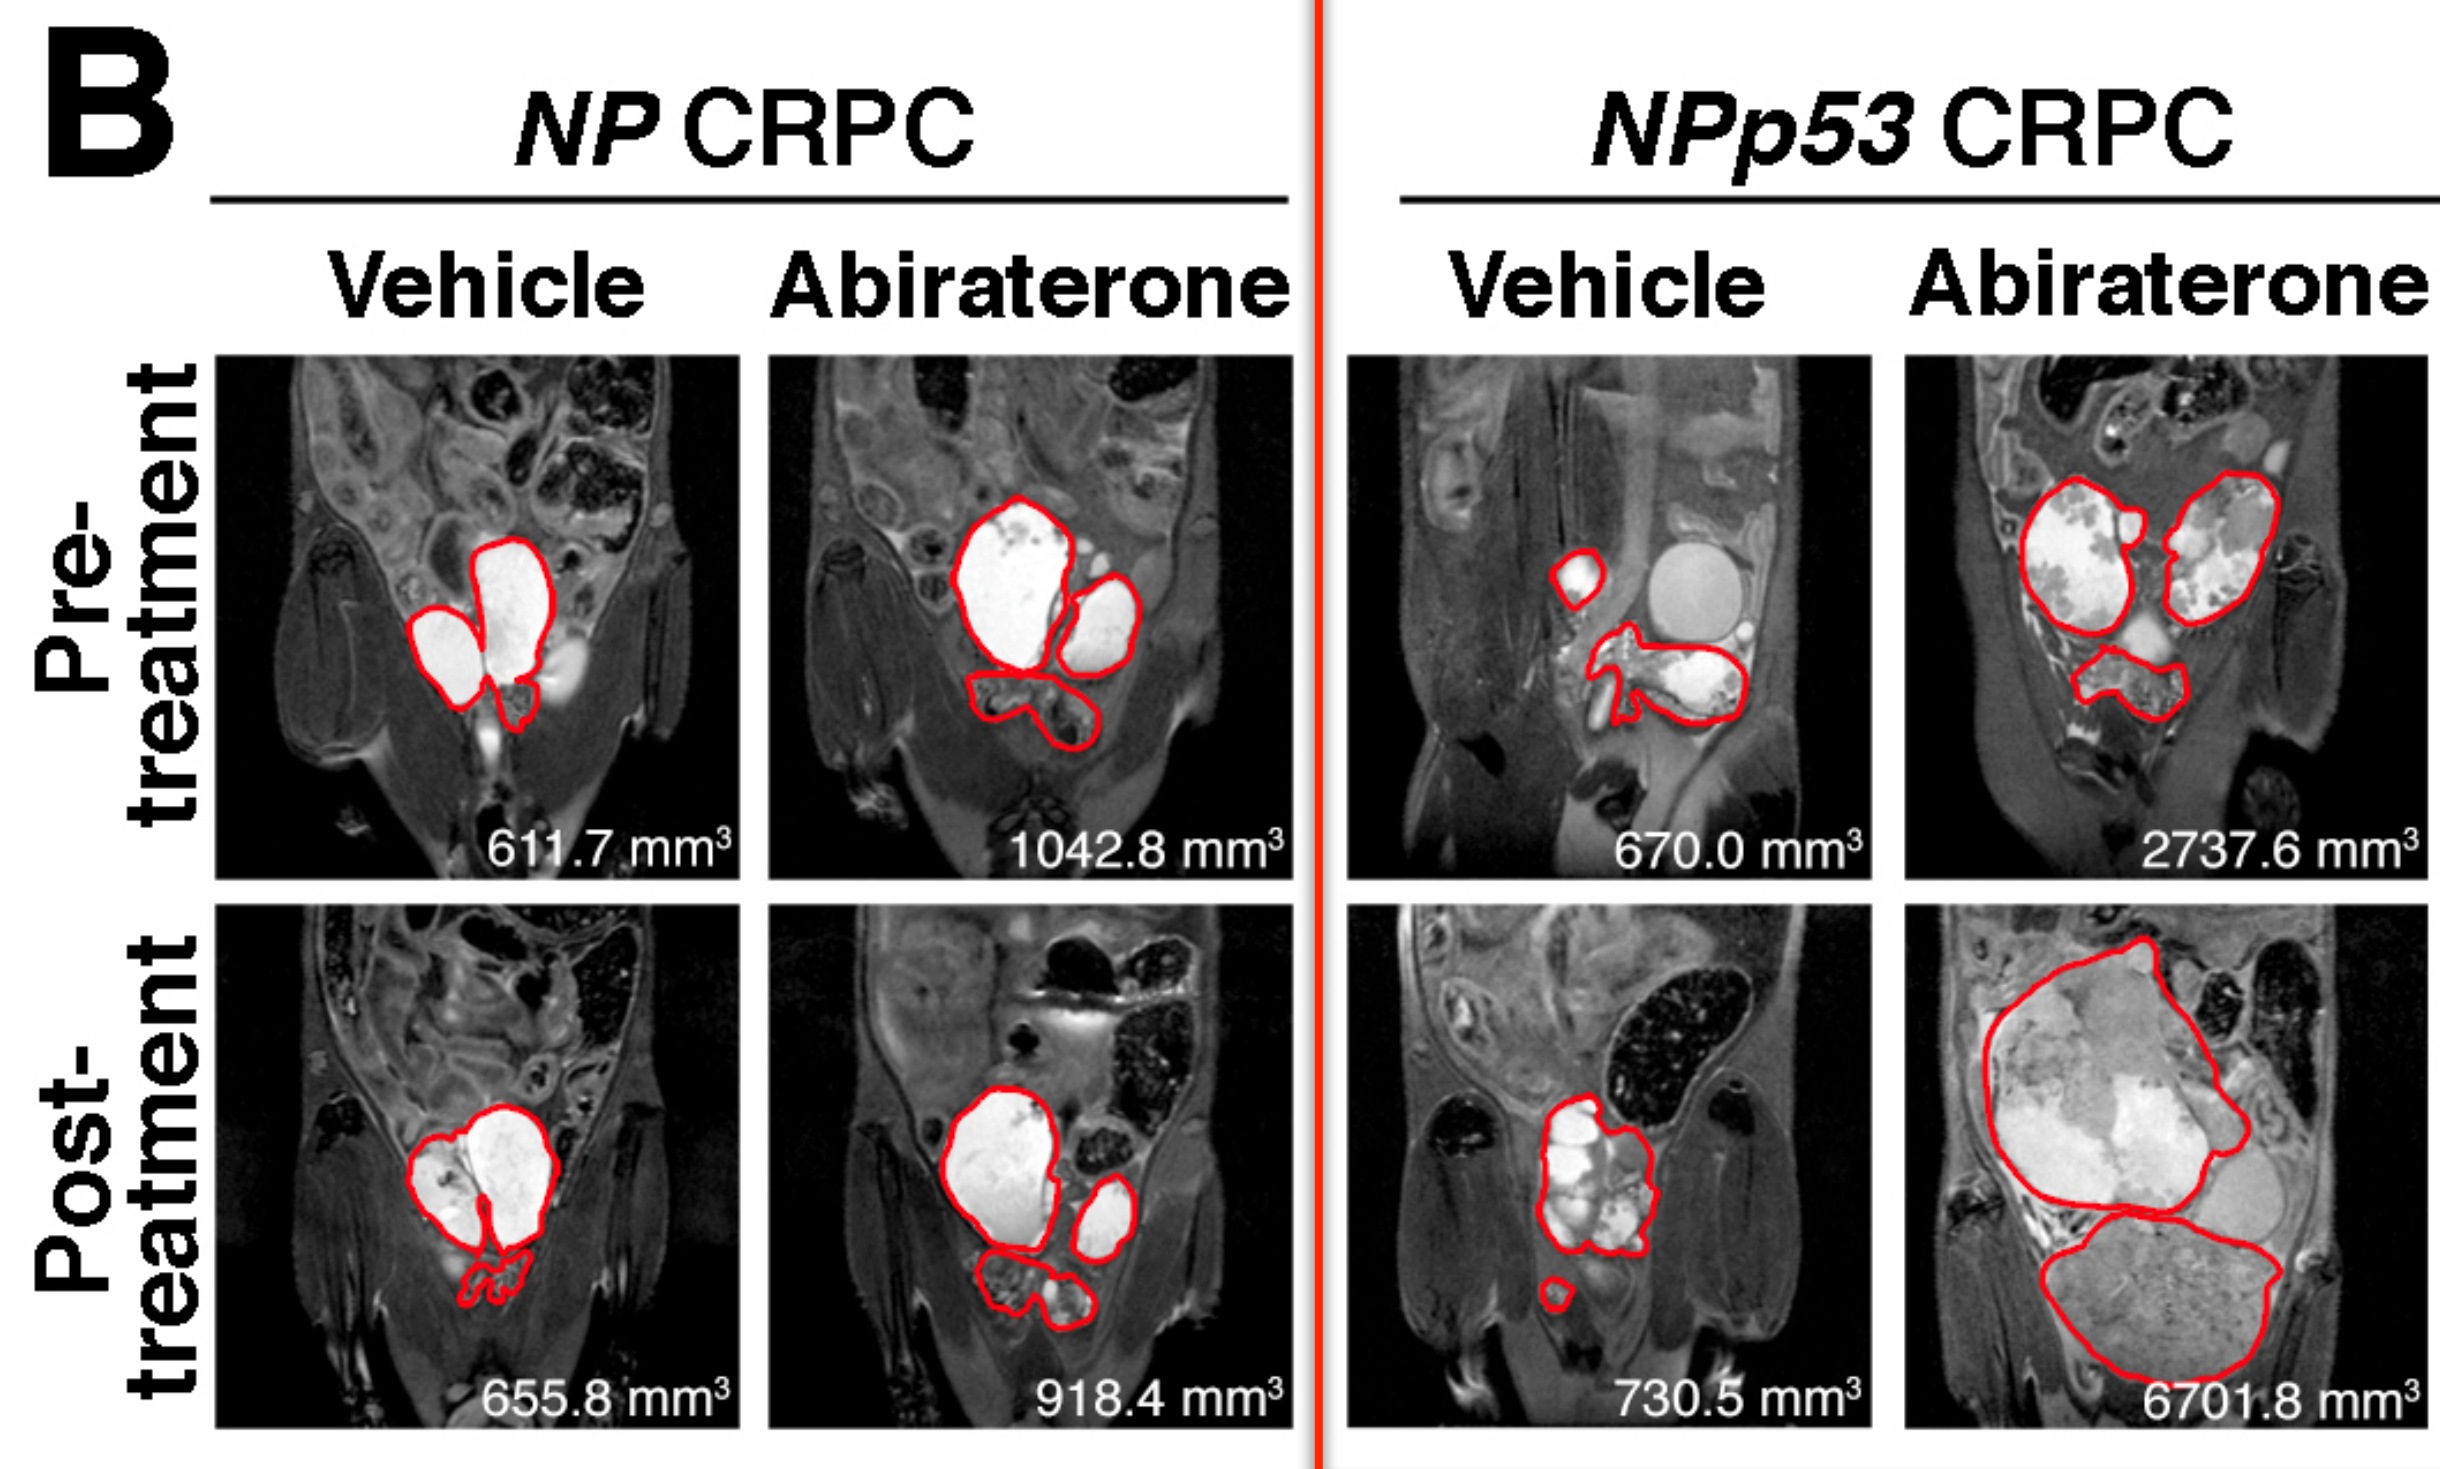 B
NP CRPC
NPp53 CRPC
Vehicle
Abiraterone
Vehicle
Abiraterone
Pre-
treatment
611.7 mm³
1042.8 mm³
670.0 mm³
2737.6 mm³
Post-
treatment
655.8 mm³
918.4 mm³
730.5 mm³
6701.8 mm³